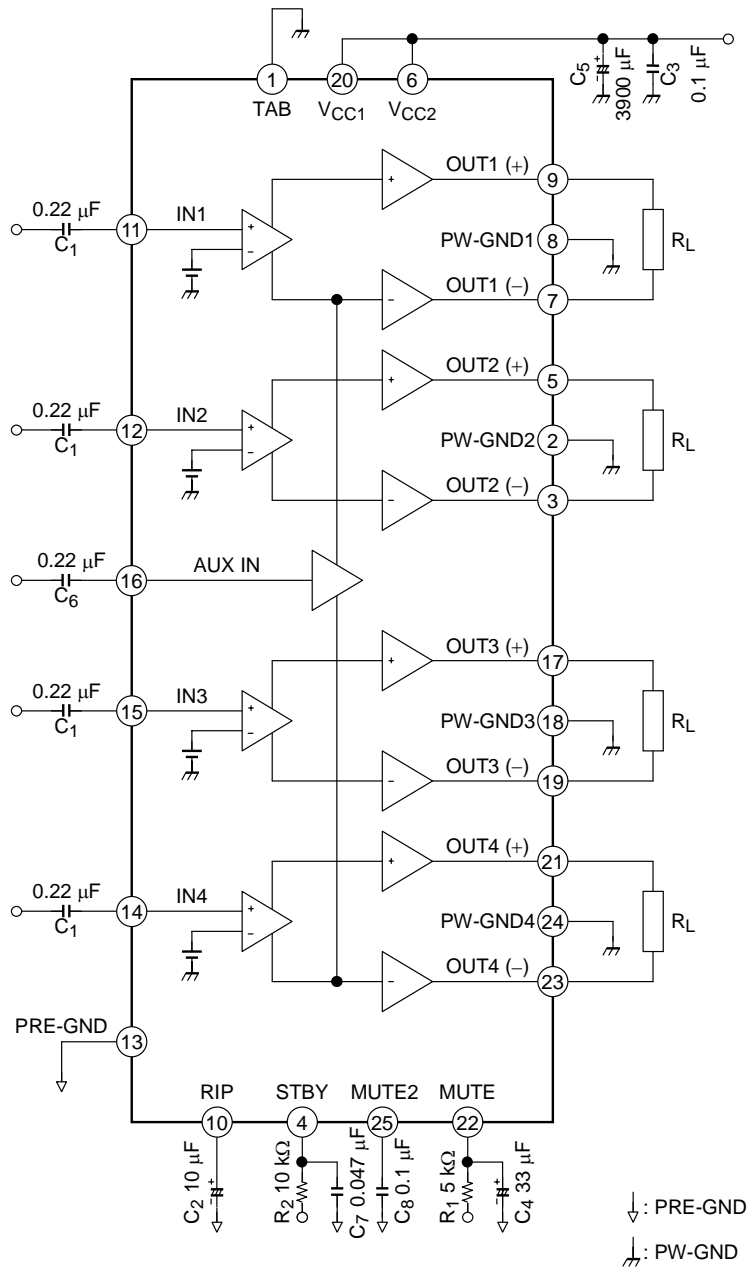 1
TAB
20
VCC1
6
VCC2
C5
3900 µF
C3
0.1 µF
0.22 µF
C1
11
IN1
+
−
+
OUT1 (+)
9
PW-GND1
8
RL
−
OUT1 (−)
7
0.22 µF
C1
12
IN2
+
−
+
OUT2 (+)
5
PW-GND2
2
RL
−
OUT2 (−)
3
0.22 µF
C6
16
AUX IN
0.22 µF
C1
15
IN3
+
−
+
OUT3 (+)
17
PW-GND3
18
RL
−
OUT3 (−)
19
0.22 µF
C1
14
IN4
+
−
+
OUT4 (+)
21
PW-GND4
24
RL
−
OUT4 (−)
23
PRE-GND
13
RIP
10
STBY
4
MUTE2
25
MUTE
22
C2 10 µF
R2 10 kΩ
C7 0.047 µF
C8 0.1 µF
R1 5 kΩ
C4 33 µF
: PRE-GND
: PW-GND